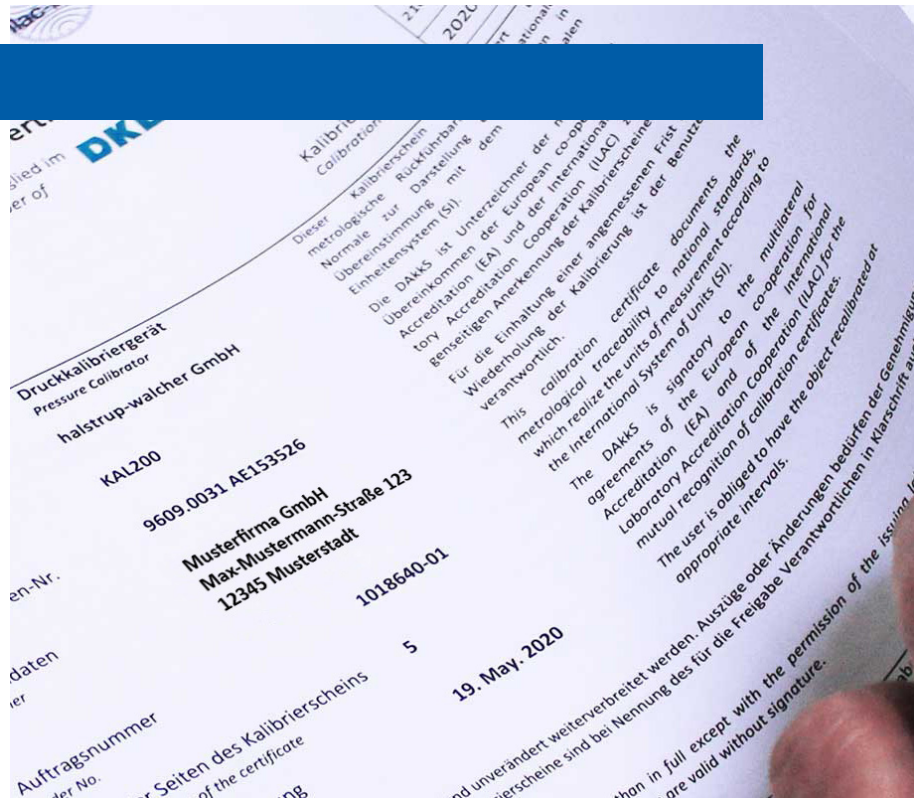 lac-
2020
DKD
Kalibrie
Calibration
Druckkalibriergerät
Pressure Calibrator
halstrup-walcher GmbH
KAL200
9609.0031 AE153526
Musterfirma GmbH
Max-Mustermann-Straße 123
12345 Musterstadt
en-Nr.
1018640-01
daten
5
Auftragsnummer
der No.
19. May. 2020
r Seiten des Kalibrierscheins
of the certificate
Dieser Kalibrierschein
metrologische Rückführbar
Normale zur Darstellung
Übereinstimmung mit dem
Einheitensystem (SI).
Die DAkkS ist Unterzeichner der
Übereinkommen der European co-oper
Accreditation (EA) und der International
tory Accreditation Cooperation (ILAC) z
genseitigen Anerkennung der Kalibrierscheine
Für die Einhaltung einer angemessenen Frist
Wiederholung der Kalibrierung ist der Benutze
verantwortlich.
This calibration certificate documents the
metrological traceability to national standards,
which realize the units of measurement according to
the International System of Units (SI).
The DAkkS is signatory to the multilateral
agreements of the European co-operation for
Accreditation (EA) and of the International
Laboratory Accreditation Cooperation (ILAC) for the
mutual recognition of calibration certificates.
The user is obliged to have the object recalibrated at
appropriate intervals.
nd unverändert weiterverbreitet werden. Auszüge oder Änderungen bedürfen der Genehmigu
erscheine sind bei Nennung des für die Freigabe Verantwortlichen in Klarschrift au
than in full except with the permission of the issuing
are valid without signature.